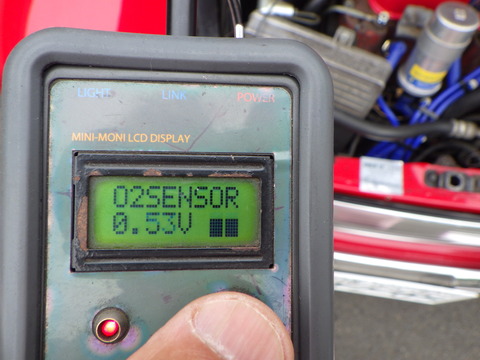 LIGHT LINK POWER
MINI-MONI LCD DISPLAY
O2SENSOR
0.53V